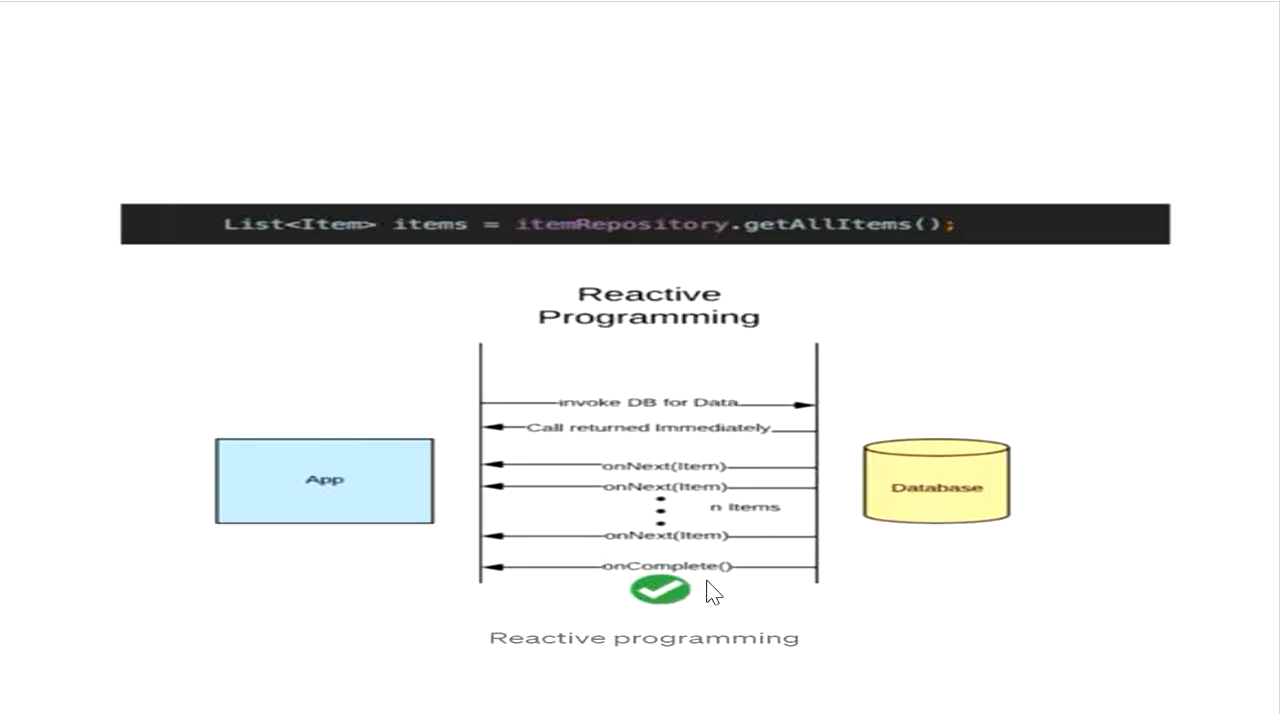 List<Item> items = itemRepository.getAllItems();
Reactive
Programming
invoke DB for Data
Call returned Immediately
onNext(Item)
App
onNext(Item)
Database
n Items
onNext(Item)
onComplete()
Reactive programming